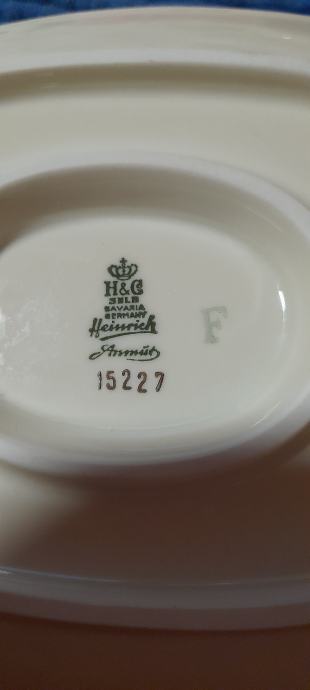 H&C
SELB
BAVARIA
GERMANY
Heinrich
Anmut
15227
F